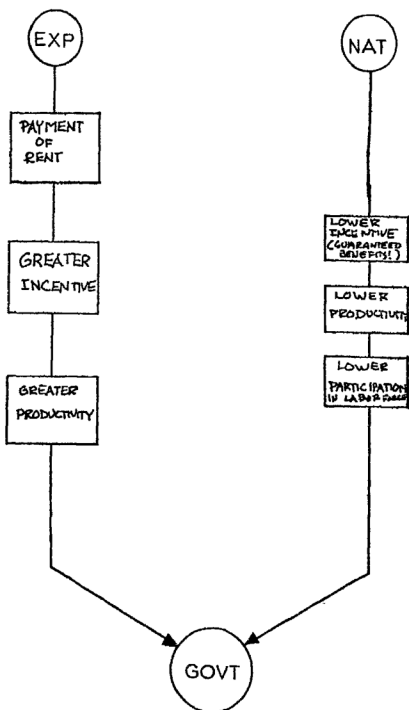 EXP
NAT
PAYMENT
OF
RENT
GREATER
INCENTIVE
GREATER
PRODUCTIVITY
LOWER
INCENTIVE
(GUARANTEED
BENEFITS!)
LOWER
PRODUCTIVITY
LOWER
PARTICIPATION
IN LABOR FORCE
GOVT